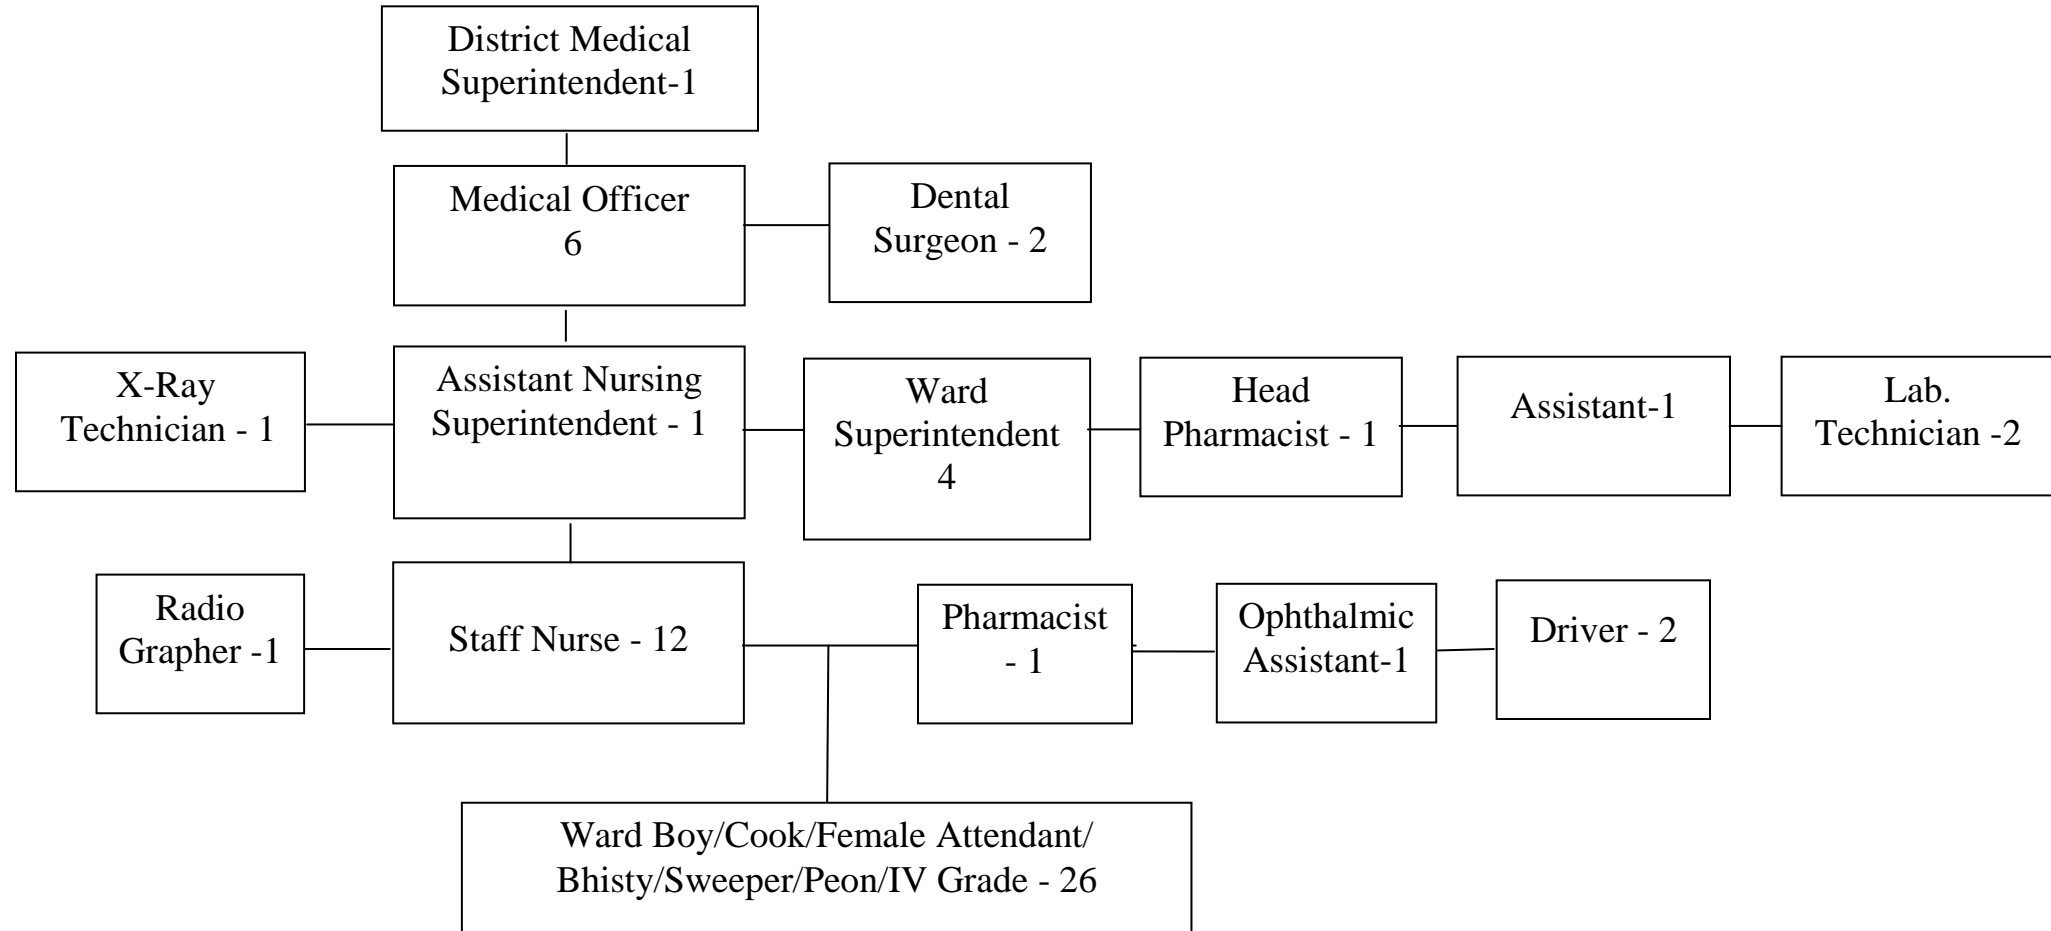 District Medical
Superintendent-1
Medical Officer
6
Dental
Surgeon - 2
X-Ray
Technician - 1
Assistant Nursing
Superintendent - 1
Ward
Superintendent
4
Head
Pharmacist - 1
Assistant-1
Lab.
Technician -2
Radio
Grapher -1
Staff Nurse - 12
Pharmacist
- 1
Ophthalmic
Assistant-1
Driver - 2
Ward Boy/Cook/Female Attendant/
Bhisty/Sweeper/Peon/IV Grade - 26